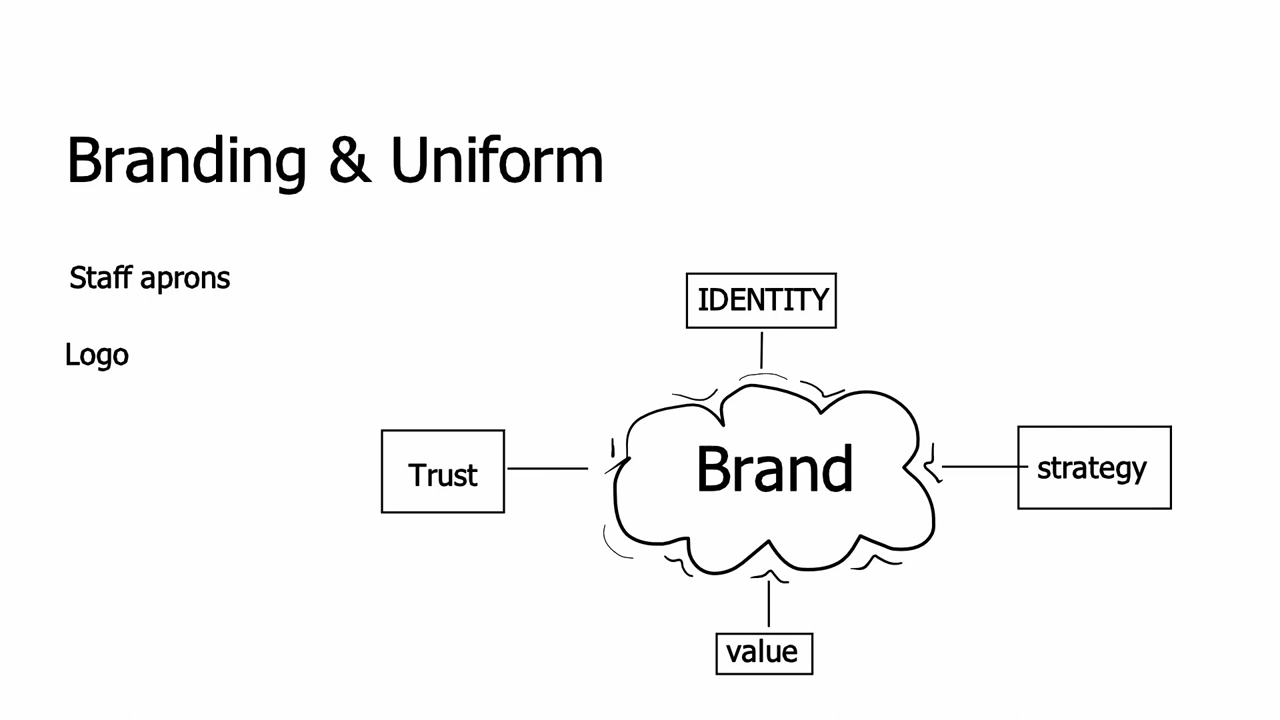 Branding & Uniform
Staff aprons
Logo
IDENTITY
Trust
Brand
strategy
value